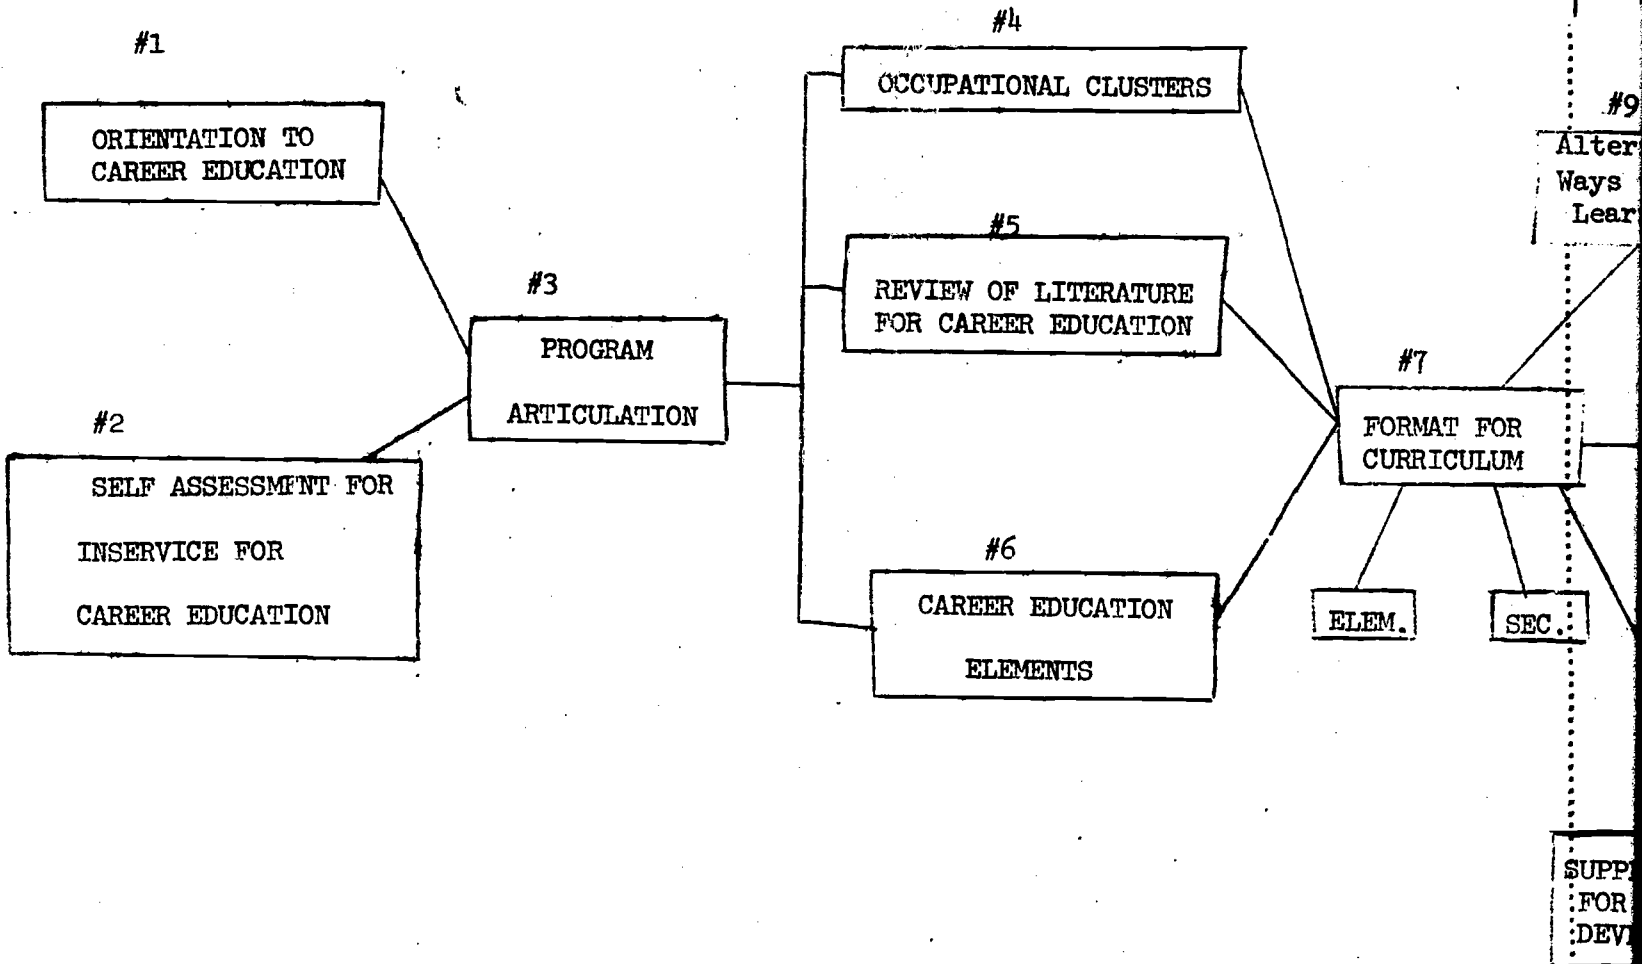 #1
ORIENTATION TO
CAREER EDUCATION
#2
SELF ASSESSMENT FOR
INSERVICE FOR
CAREER EDUCATION
#3
PROGRAM
ARTICULATION
#4
OCCUPATIONAL CLUSTERS
#5
REVIEW OF LITERATURE
FOR CAREER EDUCATION
#6
CAREER EDUCATION
ELEMENTS
#7
FORMAT FOR
CURRICULUM
ELEM.
SEC.
#9
Alter
Ways
Lear
SUPP
FOR
DEV